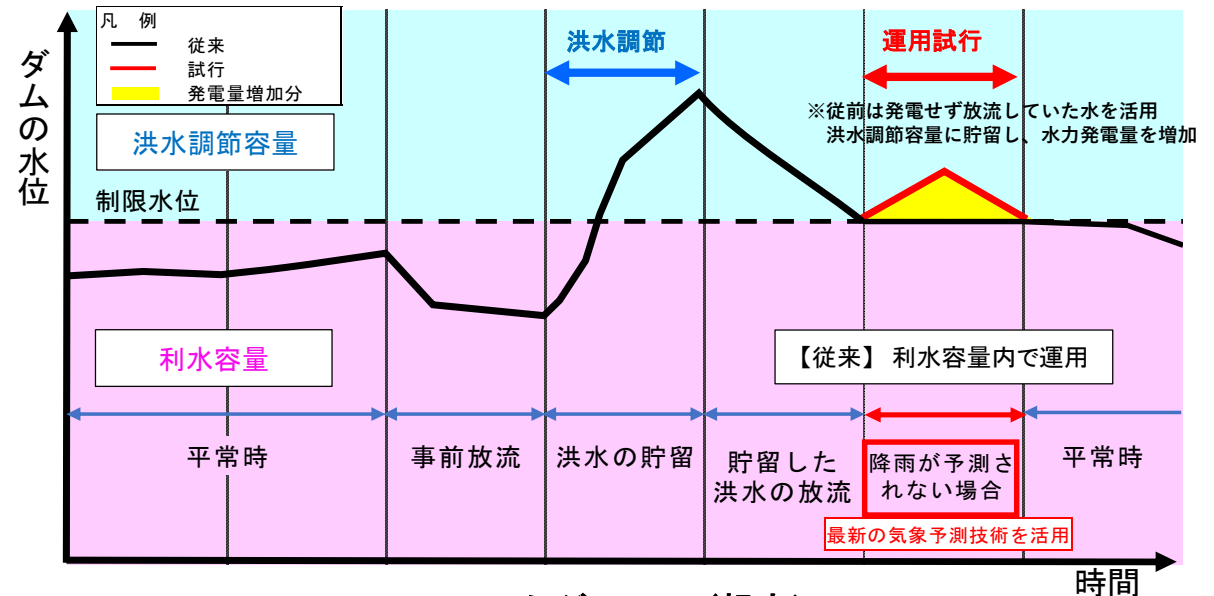 凡 例
従来
試行
発電量増加分
ダムの水位
洪水調節
運用試行
※従前は発電せず放流していた水を活用
洪水調節容量に貯留し、水力発電量を増加
洪水調節容量
制限水位
利水容量
【従来】 利水容量内で運用
平常時
事前放流
洪水の貯留
貯留した
洪水の放流
降雨が予測さ
れない場合
平常時
最新の気象予測技術を活用
時間